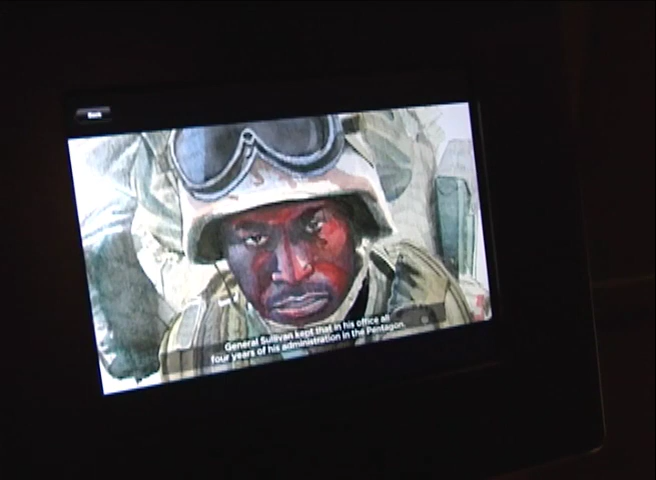 Back
General Sullivan kept that in his office all
four years of his administration in the Pentagon